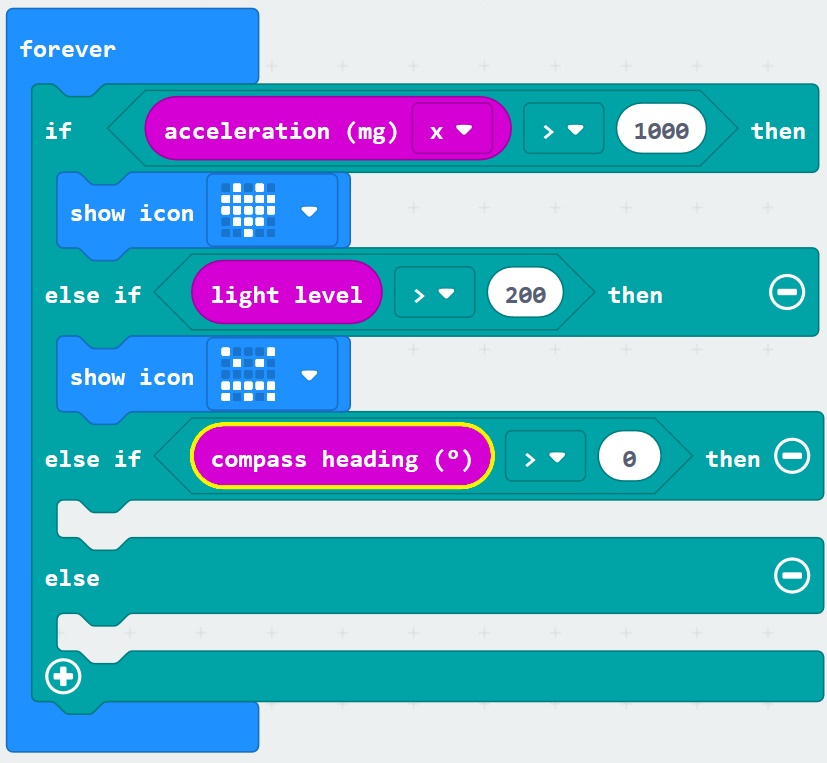 forever
if acceleration (mg) x > 1000 then
show icon
else if light level > 200 then
show icon
else if compass heading (°) > 0 then
else